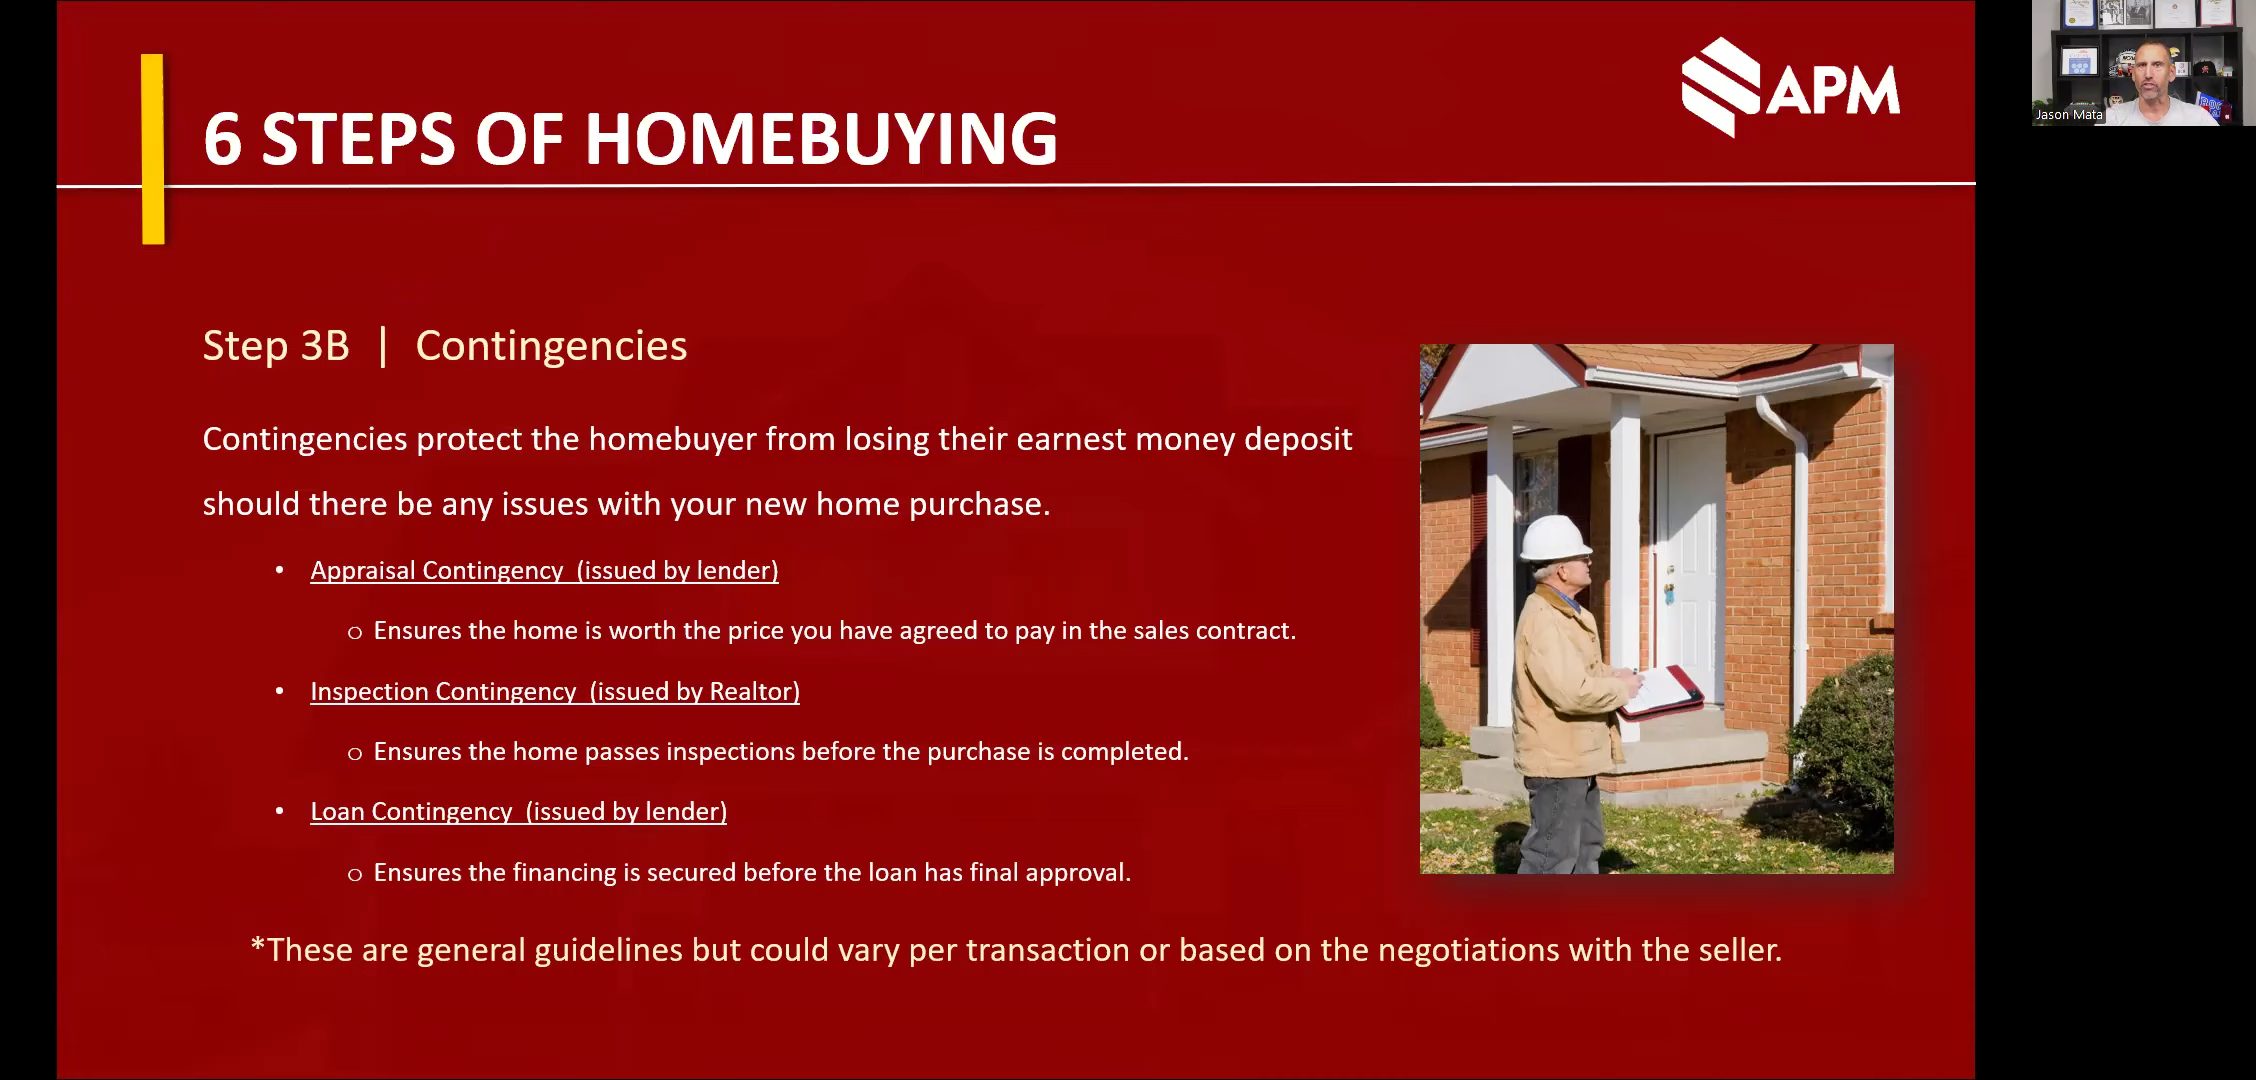 6 STEPS OF HOMEBUYING
APM
Jason Mata
Step 3B | Contingencies
Contingencies protect the homebuyer from losing their earnest money deposit
should there be any issues with your new home purchase.
• Appraisal Contingency (issued by lender)
o Ensures the home is worth the price you have agreed to pay in the sales contract.
• Inspection Contingency (issued by Realtor)
o Ensures the home passes inspections before the purchase is completed.
• Loan Contingency (issued by lender)
o Ensures the financing is secured before the loan has final approval.
*These are general guidelines but could vary per transaction or based on the negotiations with the seller.